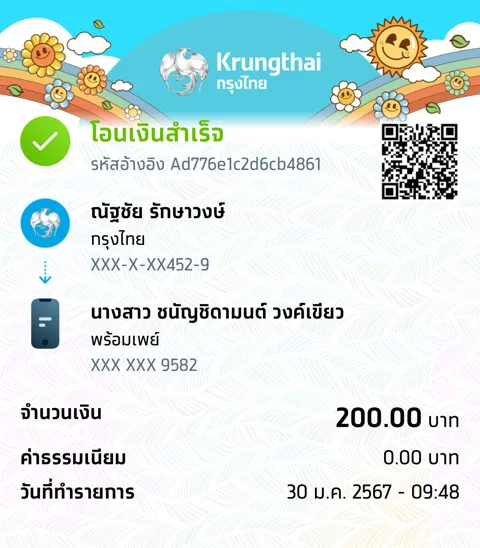 Krungthai
กรุงไทย
โอนเงินสำเร็จ
รหัสอ้างอิง Ad776e1c2d6cb4861
ณัฐชัย รักษาวงษ์
กรุงไทย
XXX-X-XX452-9
นางสาว ชนัญชิดามนต์ วงค์เขียว
พร้อมเพย์
XXX XXX 9582
จำนวนเงิน 200.00 บาท
ค่าธรรมเนียม 0.00 บาท
วันที่ทำรายการ 30 ม.ค. 2567 - 09:48